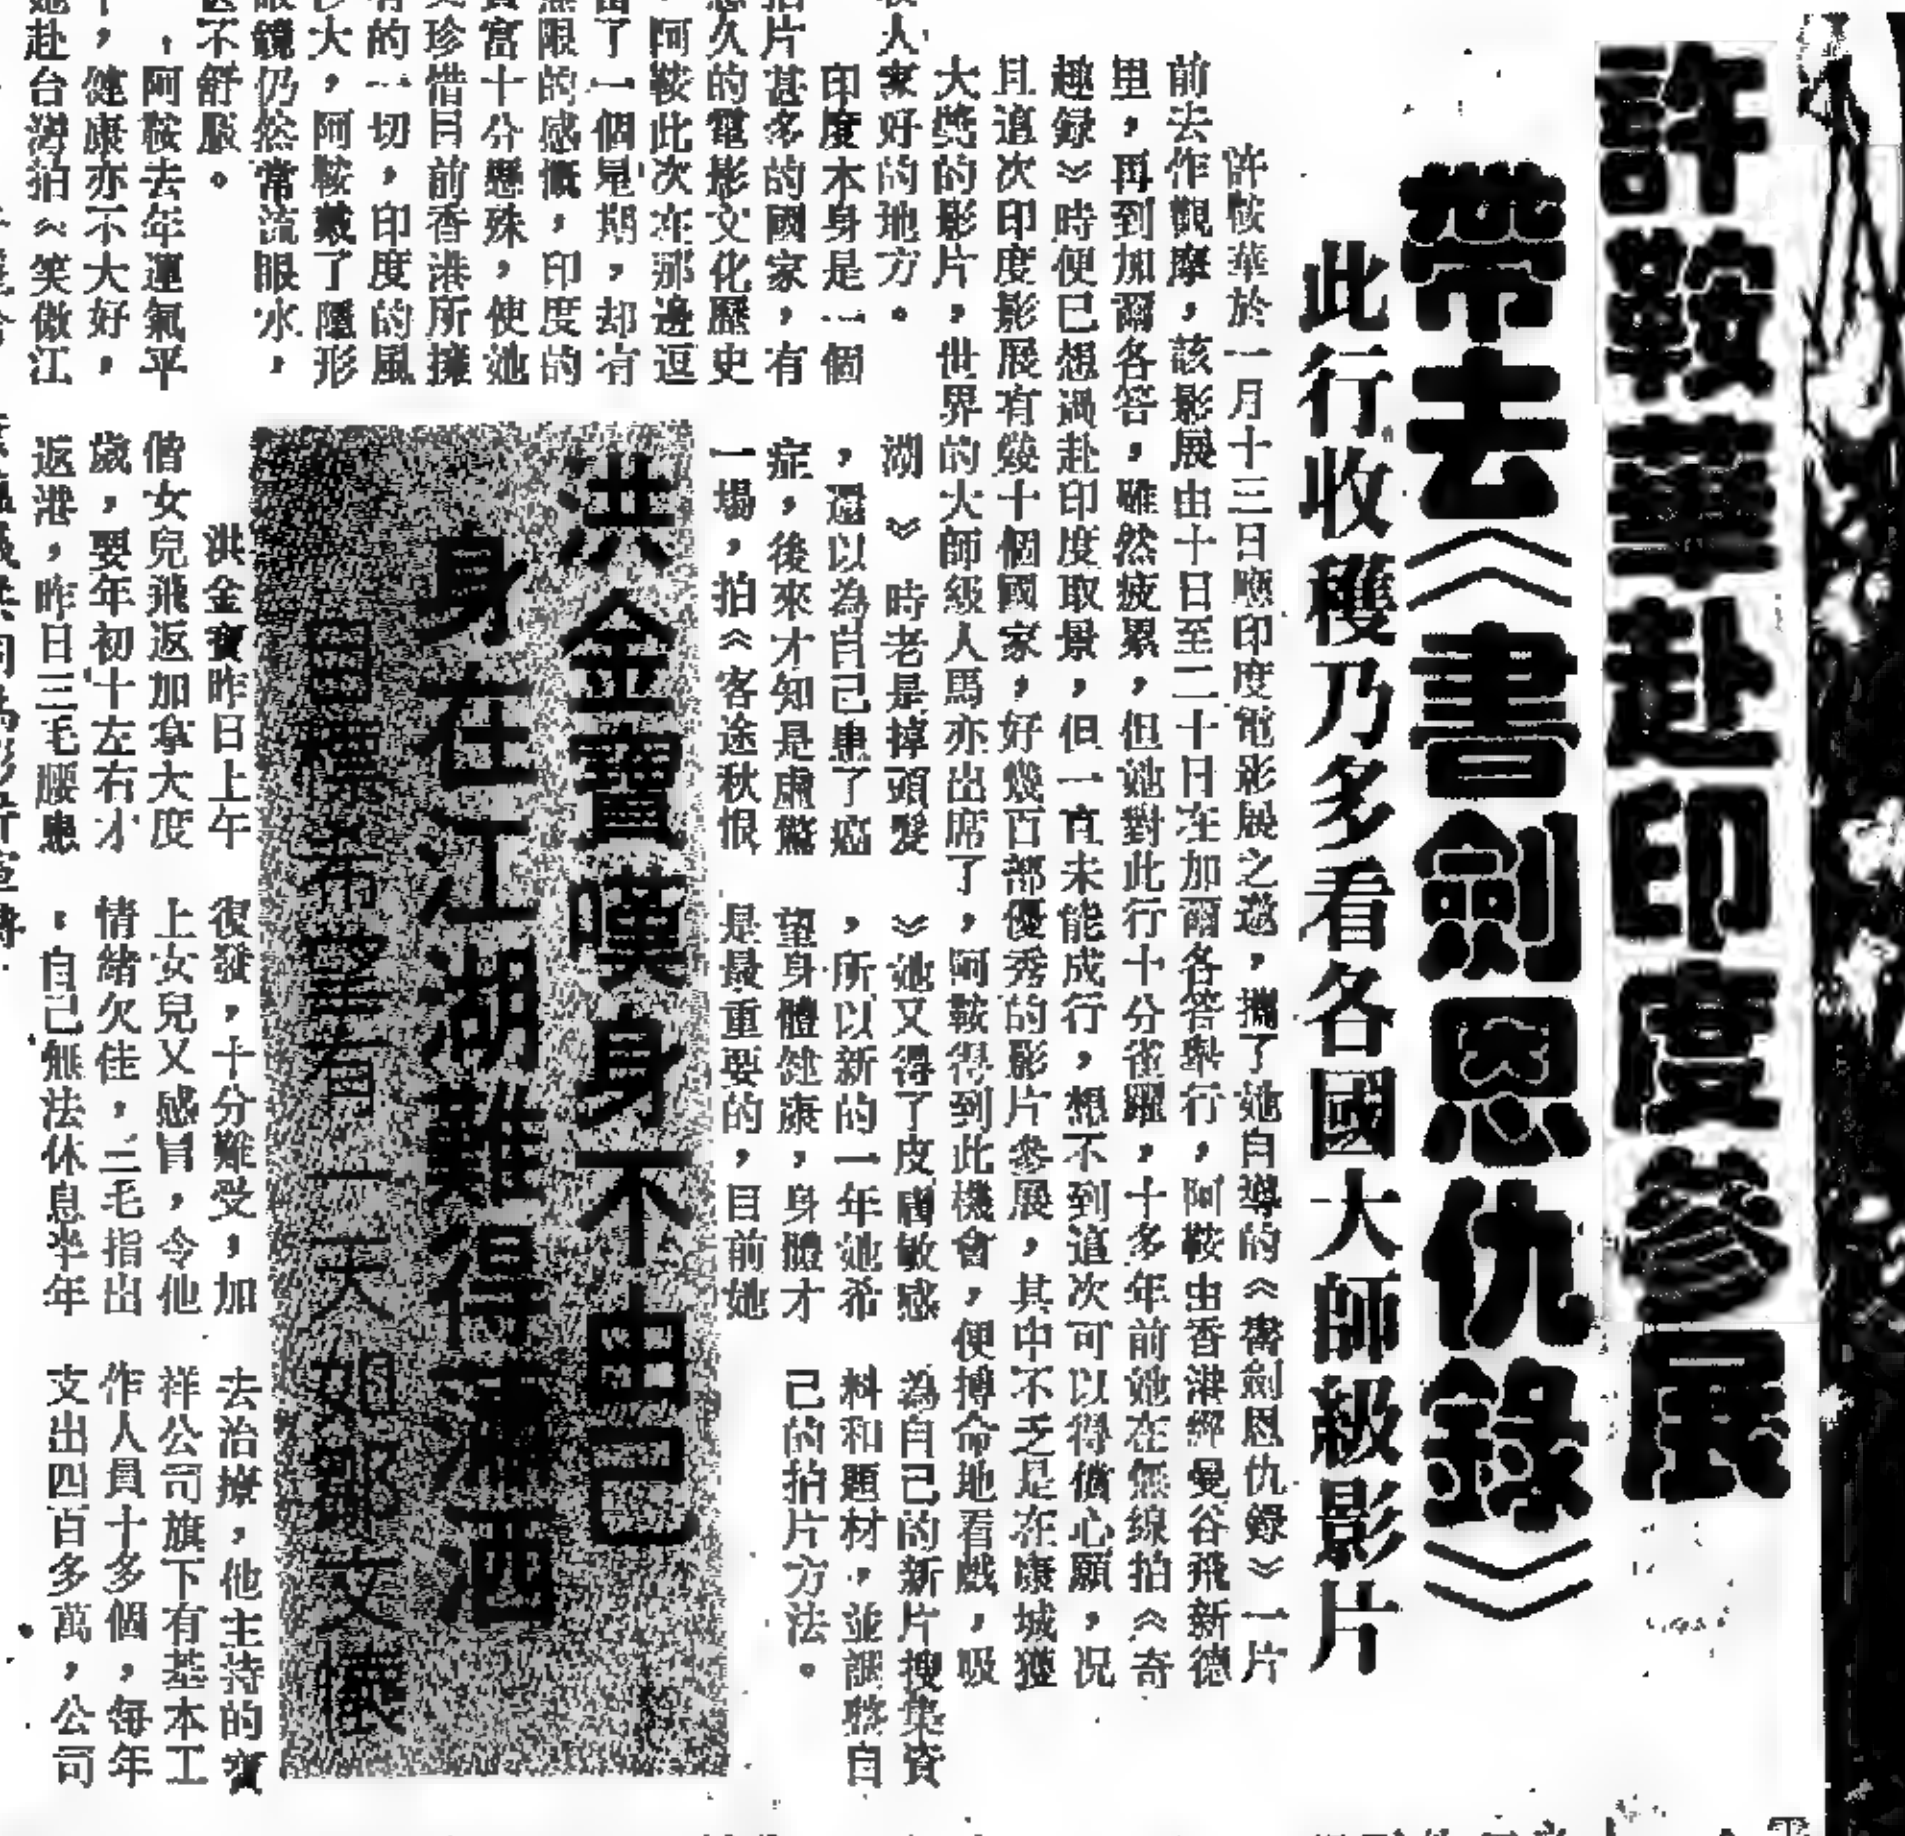 許鞍華赴印度參展
帶去《書劍恩仇錄》
此行收穫乃多看各國大師級影片
許鞍華於一月十三日應印度電影展之邀，攜了她自導的《書劍恩仇錄》一片
前去作觀摩，該影展由十日至二十日在加爾各答舉行，阿鞍由香港經曼谷飛新德
里，再到加爾各答，雖然疲累，但她對此行十分雀躍，十多年前她在無線拍《奇
趣録》時便已想過赴印度取景，但一直未能成行，想不到這次可以得償心願，况
且這次印度影展有幾十個國家，好幾百部優秀的影片參展，其中不乏是在康城獲
大獎的影片，世界的大師級人馬亦出席了，阿鞍得到此機會，便搏命地看戲，吸
人家好的地方。
印度本身是一個
拍片甚多的國家，有
久的電影文化歷史
，阿鞍此次在那邊逗
留了一個星期，却有
無限的感慨，印度的
貧富十分懸殊，使她
珍惜目前香港所擁
有的一切，印度的風
沙大，阿鞍戴了隱形
眼鏡仍然常流眼水，
不舒服。
，阿鞍去年運氣平
，健康亦不大好，
她赴台灣拍《笑傲江
湖》時老是掉頭髮
，還以為自己患了癌
症，後來才知是虛驚
一場，拍《客途秋恨
》她又得了皮膚敏感
，所以新的一年她希
望身體健康，身體才
是最重要的，目前她
為自己的新片搜集資
料和題材，並調整自
己的拍片方法。
洪金寶嘆身不由己
身在江湖難得瀟洒
目標希望有一天如鄒文懷
洪金寶昨日上午
偕女兒飛返加拿大度
歲，要年初十左右才
返港，昨日三毛腰患
很發，十分難受，加
上女兒又感冒，令他
情緒欠佳，三毛指出
，自己無法休息半年
去治療，他主持的寶
祥公司旗下有基本工
作人員十多個，每年
支出四百多萬，公司